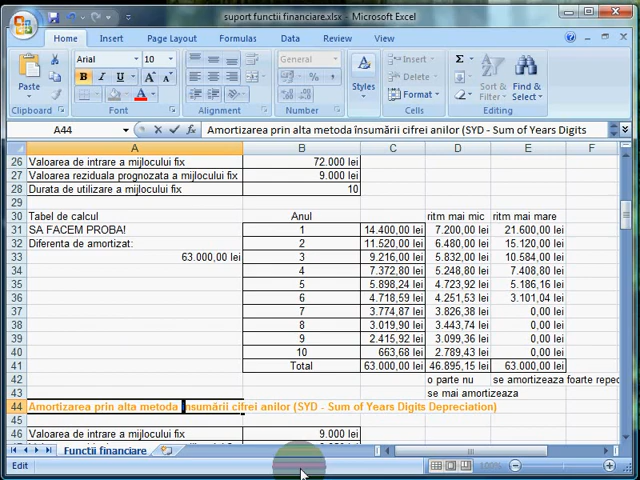 suport functii financiare.xlsx - Microsoft Excel
Home Insert Page Layout Formulas Data Review View
Paste Arial 10 General Styles Insert Delete Format Sort & Filter Find & Select
B I U A A A % ,
Clipboard Font Alignment Number Cells Editing
A44 fx Amortizarea prin alta metoda însumării cifrei anilor (SYD - Sum of Years Digits
A B C D E F
26 Valoarea de intrare a mijlocului fix 72.000 lei
27 Valoarea reziduala prognozata a mijlocului fix 9.000 lei
28 Durata de utilizare a mijlocului fix 10
29
30 Tabel de calcul Anul ritm mai mic ritm mai mare
31 SA FACEM PROBA! 1 14.400,00 lei 7.200,00 lei 21.600,00 lei
32 Diferenta de amortizat: 2 11.520,00 lei 6.480,00 lei 15.120,00 lei
33 63.000,00 lei 3 9.216,00 lei 5.832,00 lei 10.584,00 lei
34 4 7.372,80 lei 5.248,80 lei 7.408,80 lei
35 5 5.898,24 lei 4.723,92 lei 5.186,16 lei
36 6 4.718,59 lei 4.251,53 lei 3.101,04 lei
37 7 3.774,87 lei 3.826,38 lei 0,00 lei
38 8 3.019,90 lei 3.443,74 lei 0,00 lei
39 9 2.415,92 lei 3.099,36 lei 0,00 lei
40 10 663,68 lei 2.789,43 lei 0,00 lei
41 Total 63.000,00 lei 46.895,15 lei 63.000,00 lei
42 o parte nu se amortizeaza foarte reped
43 se mai amortizeaza
44 Amortizarea prin alta metoda însumării cifrei anilor (SYD - Sum of Years Digits Depreciation)
45
46 Valoarea de intrare a mijlocului fix 9.000 lei
Functii financiare
Edit 100%